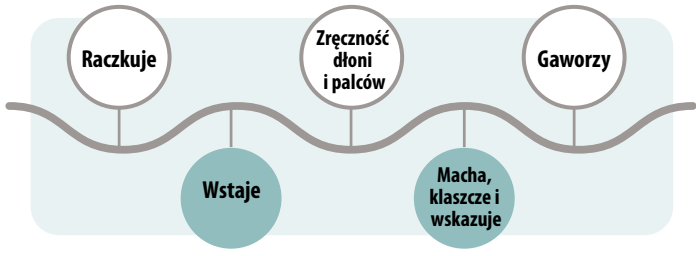 Raczkuje
Wstaje
Zręczność
dłoni
i palców
Macha,
klaszcze i
wskazuje
Gaworzy